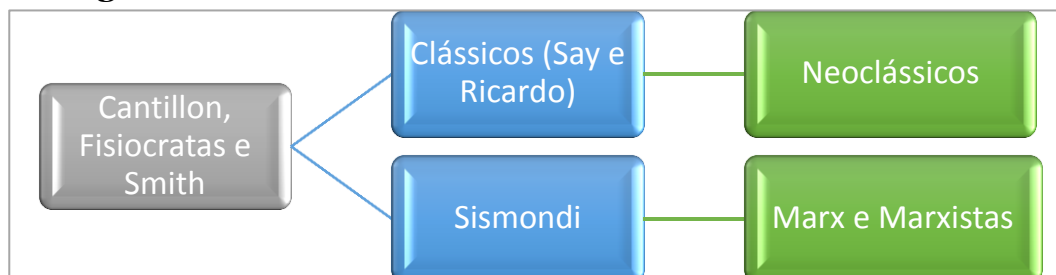 Cantillon,
Fisiocratas e
Smith
Clássicos (Say e
Ricardo)
Neoclássicos
Sismondi
Marx e Marxistas